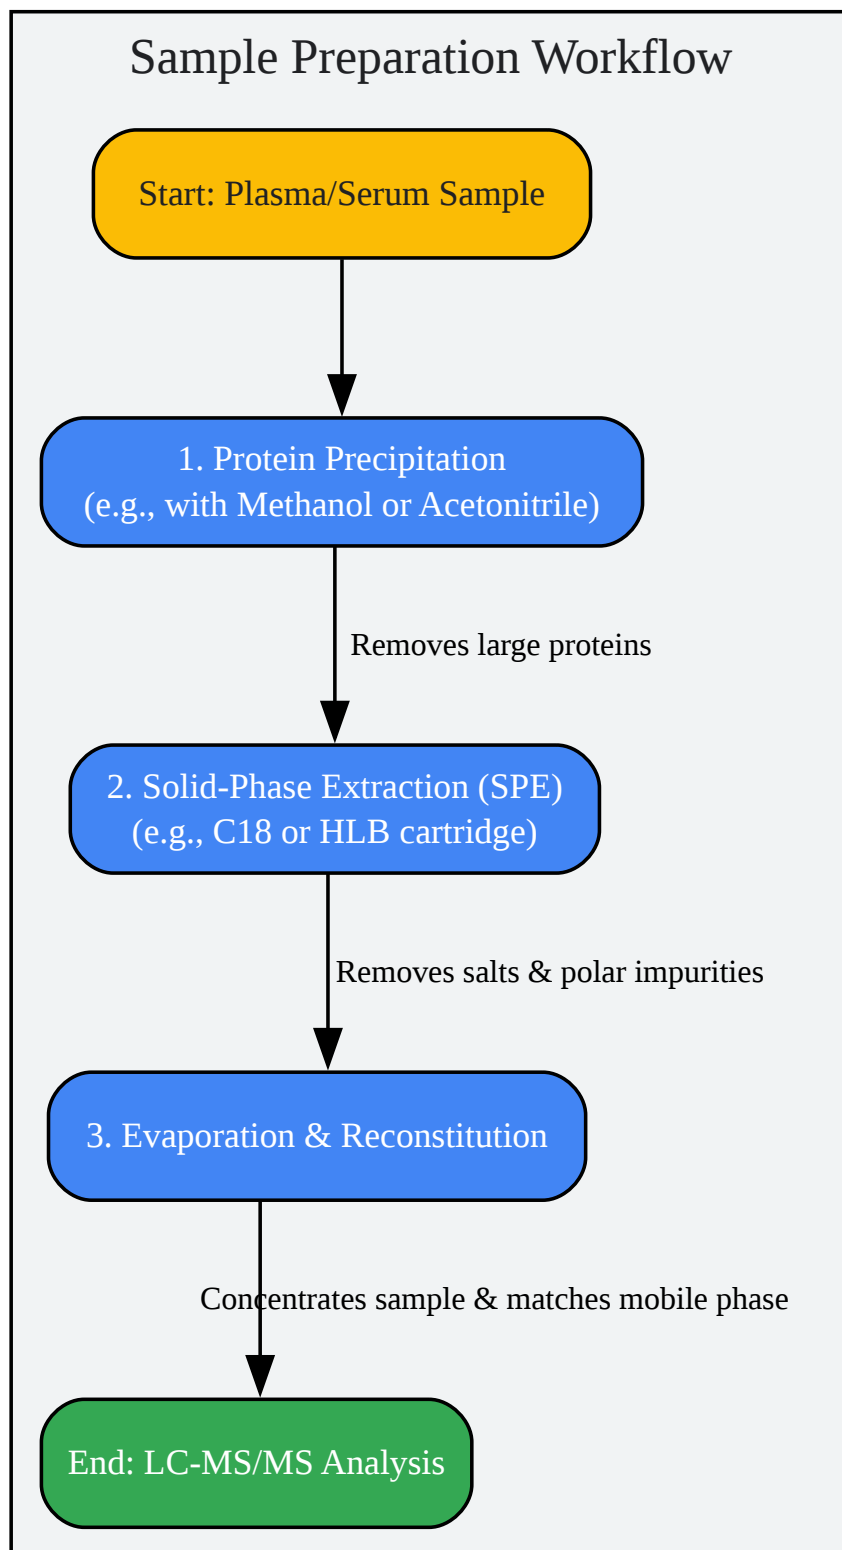 Sample Preparation Workflow
Start: Plasma/Serum Sample
1. Protein Precipitation
(e.g., with Methanol or Acetonitrile)
Removes large proteins
2. Solid-Phase Extraction (SPE)
(e.g., C18 or HLB cartridge)
Removes salts & polar impurities
3. Evaporation & Reconstitution
Concentrates sample & matches mobile phase
End: LC-MS/MS Analysis